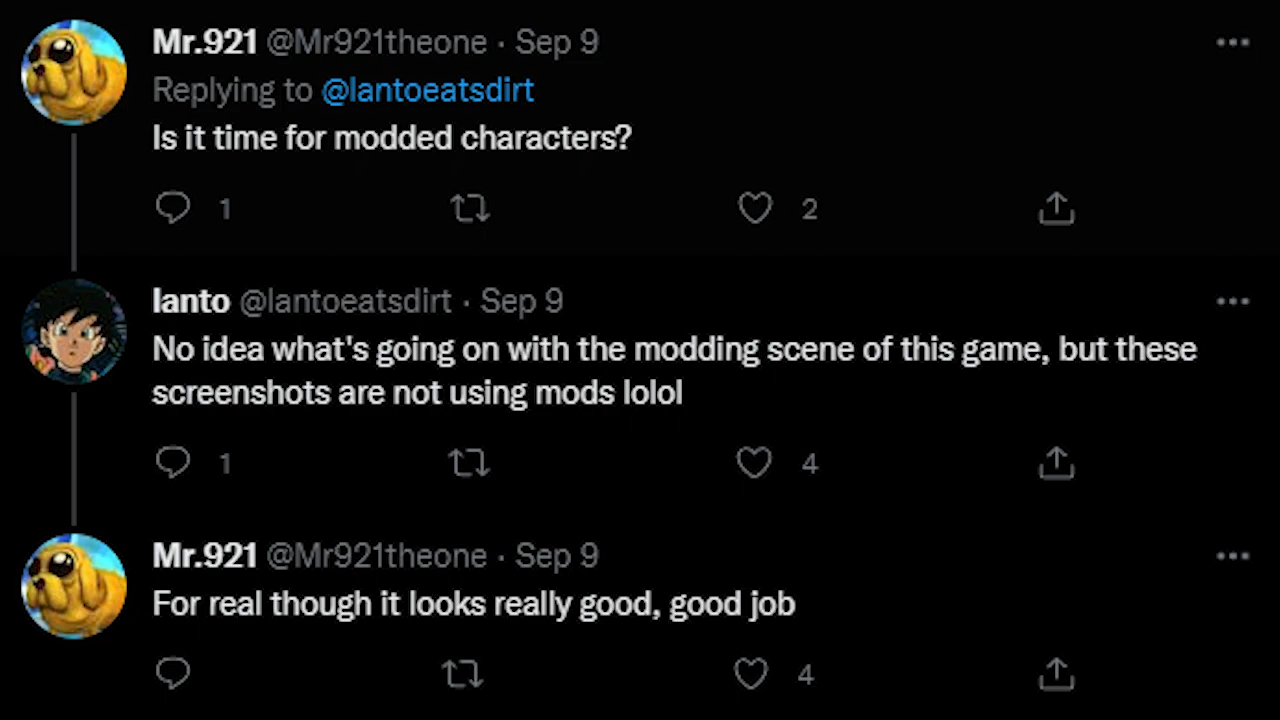 Mr.921 @Mr921theone · Sep 9
Replying to @lantoeatsdirt
Is it time for modded characters?
1 2
lanto @lantoeatsdirt · Sep 9
No idea what's going on with the modding scene of this game, but these
screenshots are not using mods lolol
1 4
Mr.921 @Mr921theone · Sep 9
For real though it looks really good, good job
4